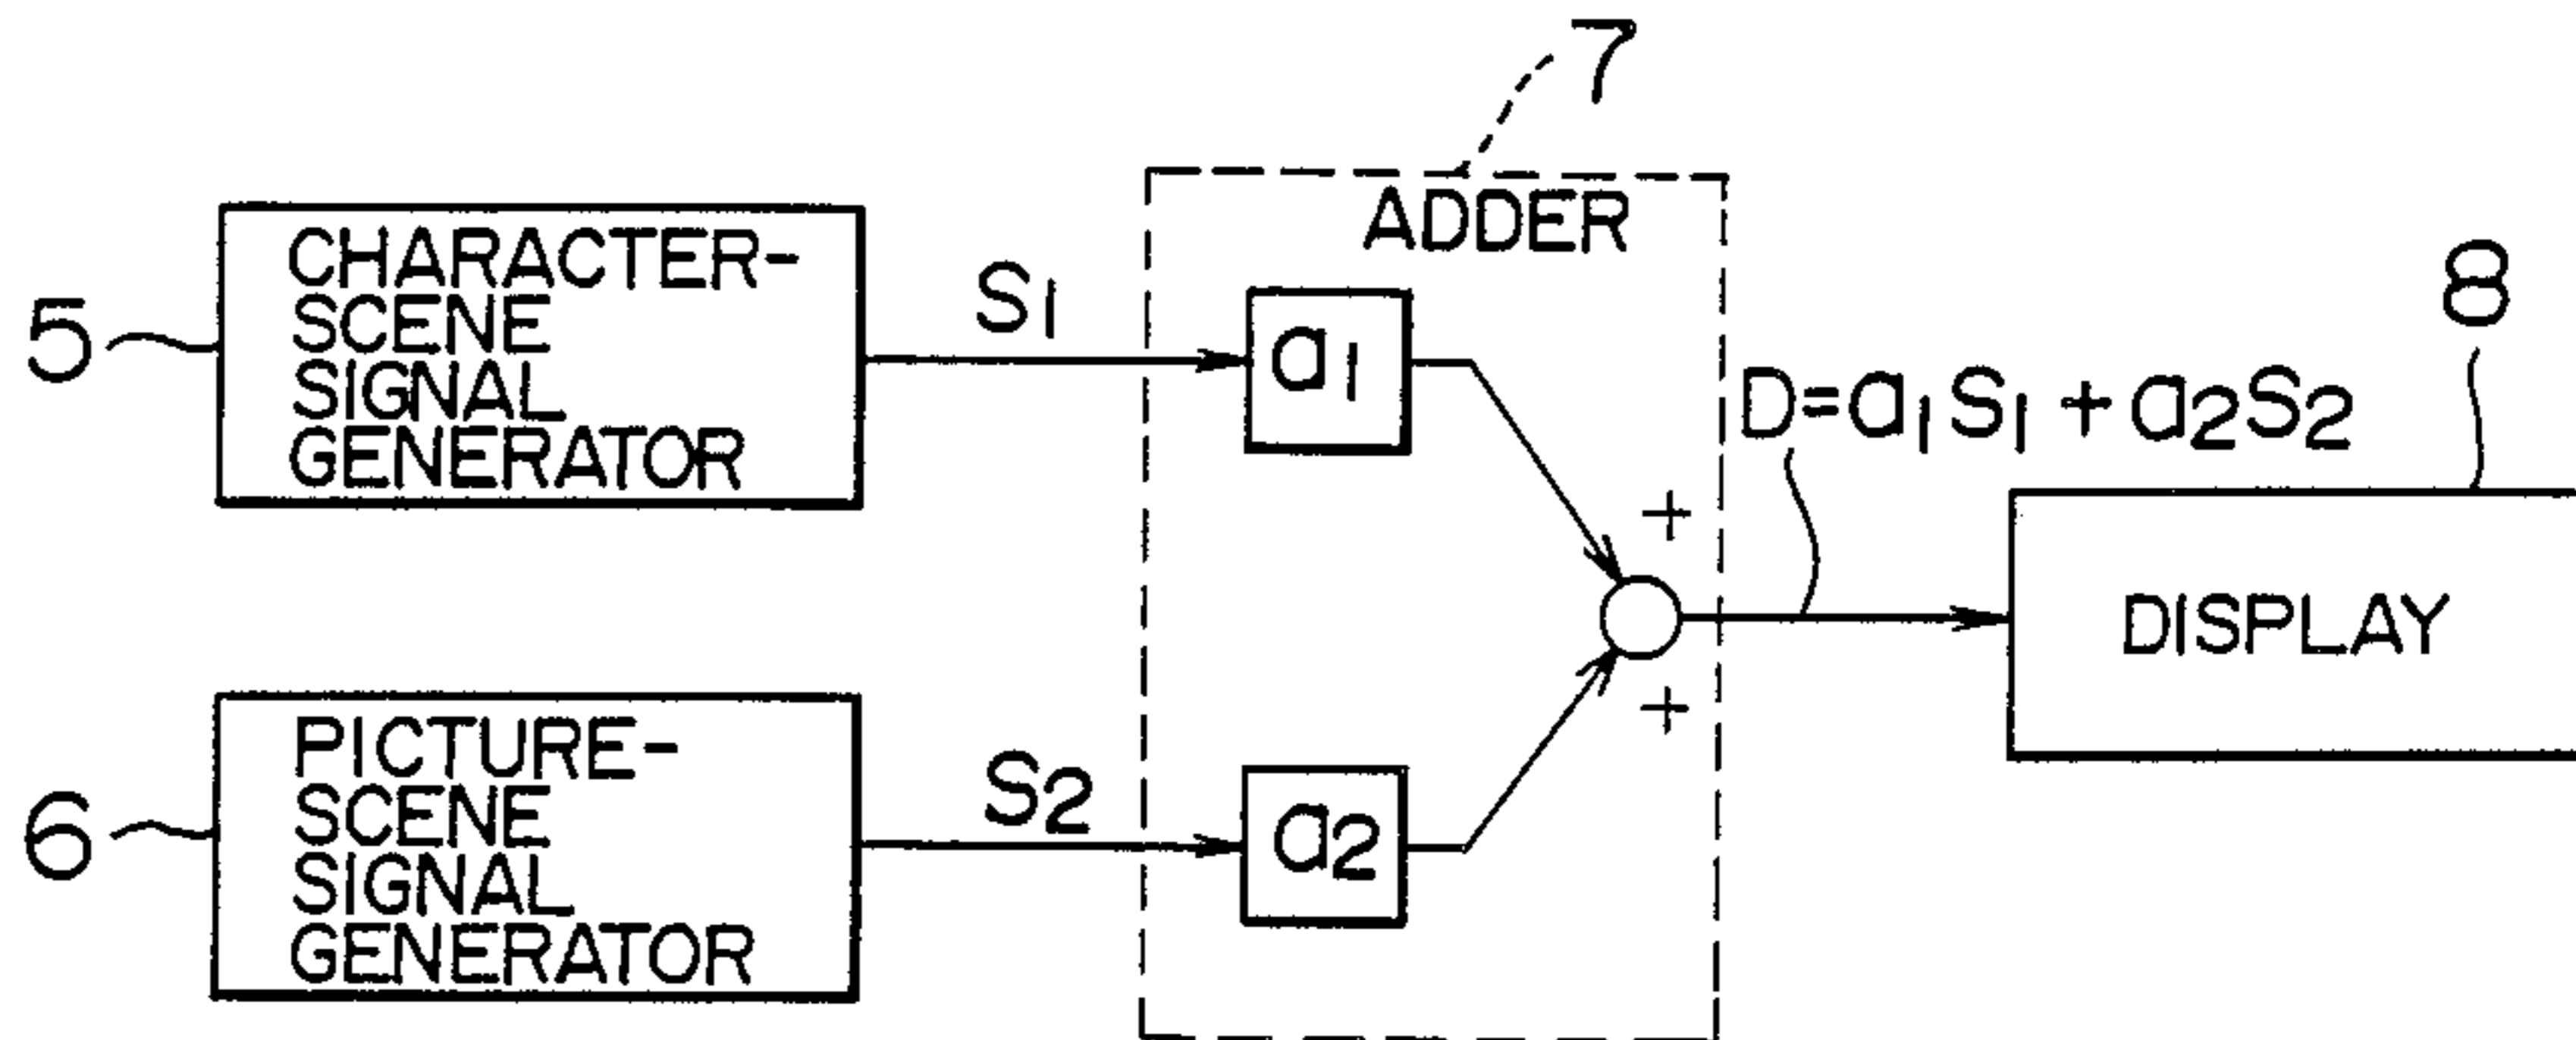 7
ADDER
5
CHARACTER-
SCENE
SIGNAL
GENERATOR
S1
a1
8
D=a1S1+a2S2
+
+
DISPLAY
6
PICTURE-
SCENE
SIGNAL
GENERATOR
S2
a2